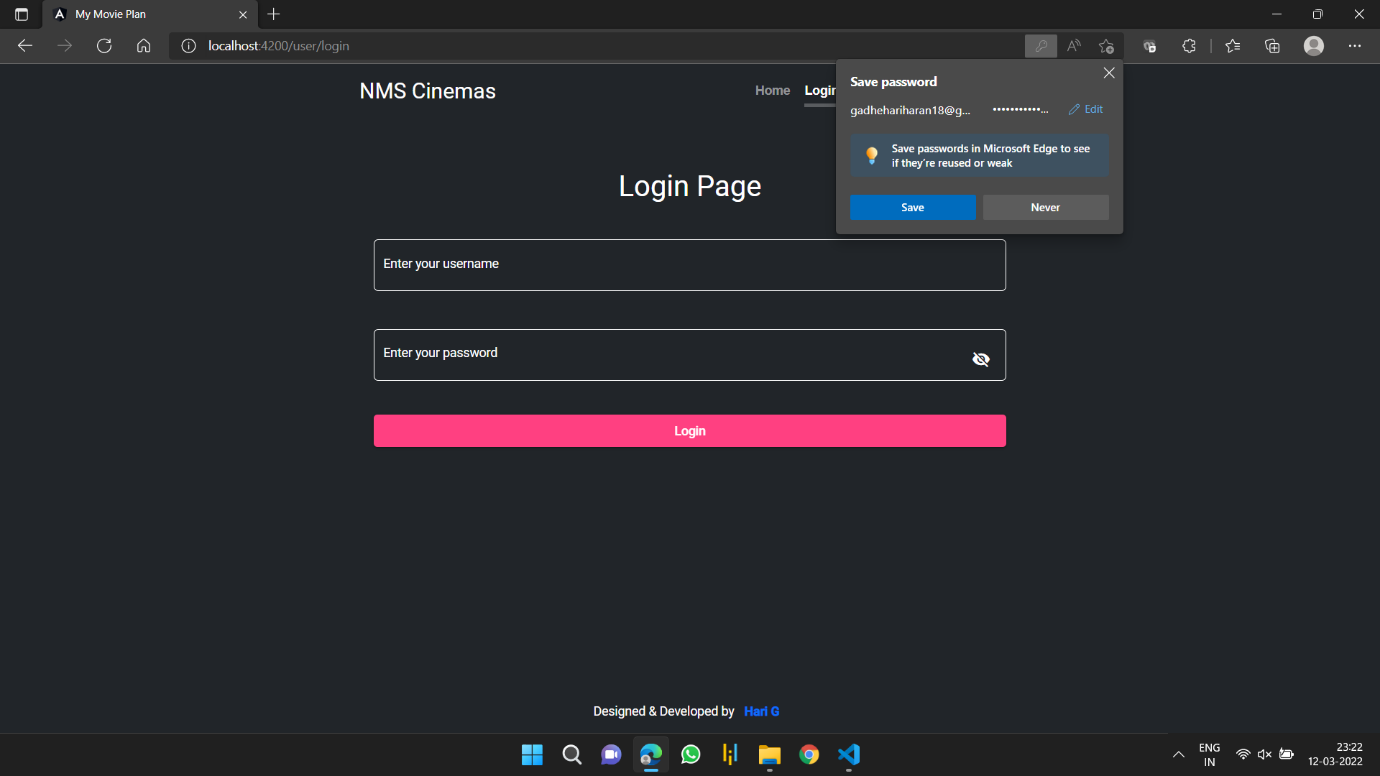 My Movie Plan
localhost:4200/user/login
NMS Cinemas
Home
Login
Save password
gadhehariharan18@g...
Edit
Save passwords in Microsoft Edge to see
if they're reused or weak
Save
Never
Login Page
Enter your username
Enter your password
Login
Designed & Developed by Hari G
ENG
IN
23:22
12-03-2022